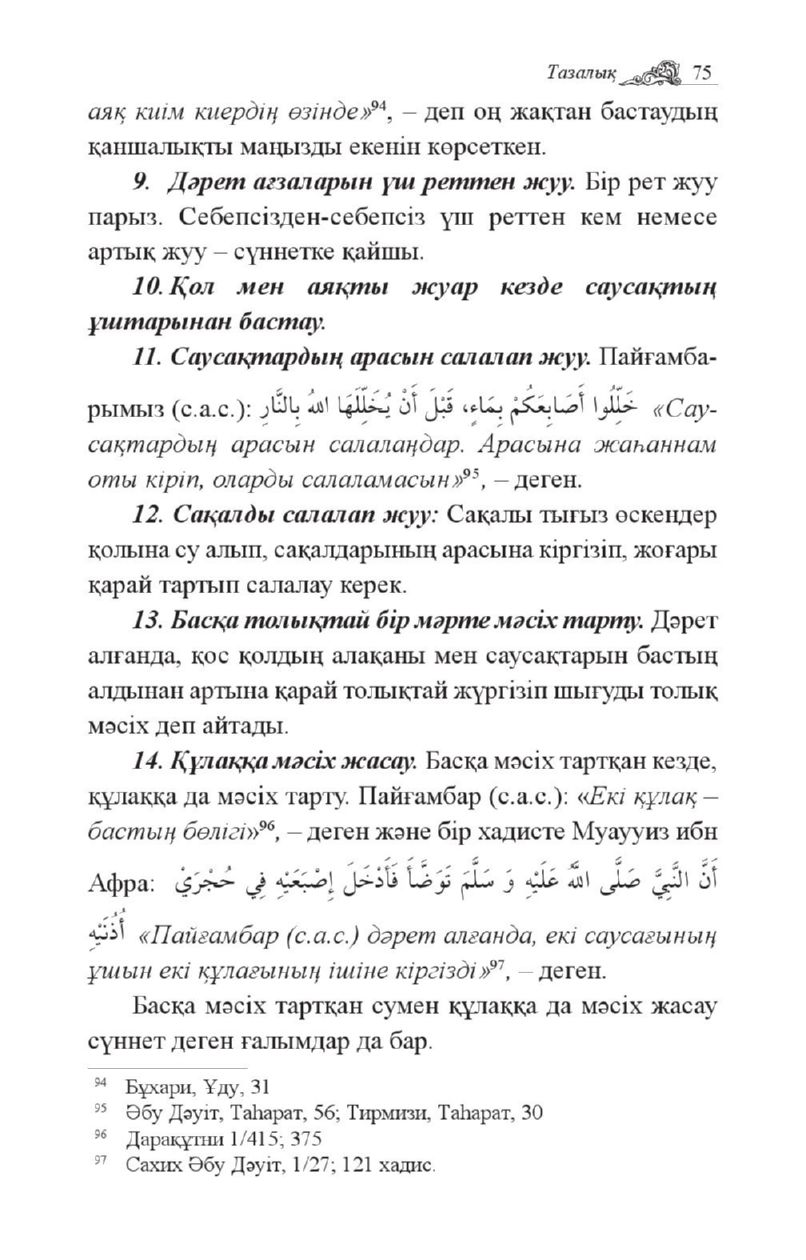 Тазалық 75
аяқ киім киердің өзінде»⁹⁴, – деп оң жақтан бастаудың
қаншалықты маңызды екенін көрсеткен.
9. Дәрет ағзаларын үш реттен жуу. Бір рет жуу
парыз. Себепсізден-себепсіз үш реттен кем немесе
артық жуу – сүннетке қайшы.
10. Қол мен аяқты жуар кезде саусақтың
ұштарынан бастау.
11. Саусақтардың арасын салалап жуу. Пайғамба-
рымыз (с.а.с.): خَلِّلُوا أَصَابِعَكُمْ بِمَاءٍ، قَبْلَ أَنْ يُخَلِّلَهَا اللهُ بِالنَّارِ «Сау-
сақтардың арасын салалаңдар. Арасына жаһаннам
оты кіріп, оларды салаламасын»⁹⁵, – деген.
12. Сақалды салалап жуу: Сақалы тығыз өскендер
қолына су алып, сақалдарының арасына кіргізіп, жоғары
қарай тартып салалау керек.
13. Басқа толықтай бір мәрте мәсіх тарту. Дәрет
алғанда, қос қолдың алақаны мен саусақтарын бастың
алдынан артына қарай толықтай жүргізіп шығуды толық
мәсіх деп айтады.
14. Құлаққа мәсіх жасау. Басқа мәсіх тартқан кезде,
құлаққа да мәсіх тарту. Пайғамбар (с.а.с.): «Екі құлақ –
бастың бөлігі»⁹⁶, – деген және бір хадисте Муаууиз ибн
Афра: أَنَّ النَّبِيَّ صَلَّى اللهُ عَلَيْهِ وَ سَلَّمَ تَوَضَّأَ فَأَدْخَلَ إِصْبَعَيْهِ فِي حُجْرَيْ
أُذُنَيْهِ «Пайғамбар (с.а.с.) дәрет алғанда, екі саусағының
ұшын екі құлағының ішіне кіргізді»⁹⁷, – деген.
Басқа мәсіх тартқан сумен құлаққа да мәсіх жасау
сүннет деген ғалымдар да бар.
⁹⁴ Бұхари, Ұду, 31
⁹⁵ Әбу Дәуіт, Таһарат, 56; Тирмизи, Таһарат, 30
⁹⁶ Дарақұтни 1/415; 375
⁹⁷ Сахих Әбу Дәуіт, 1/27; 121 хадис.